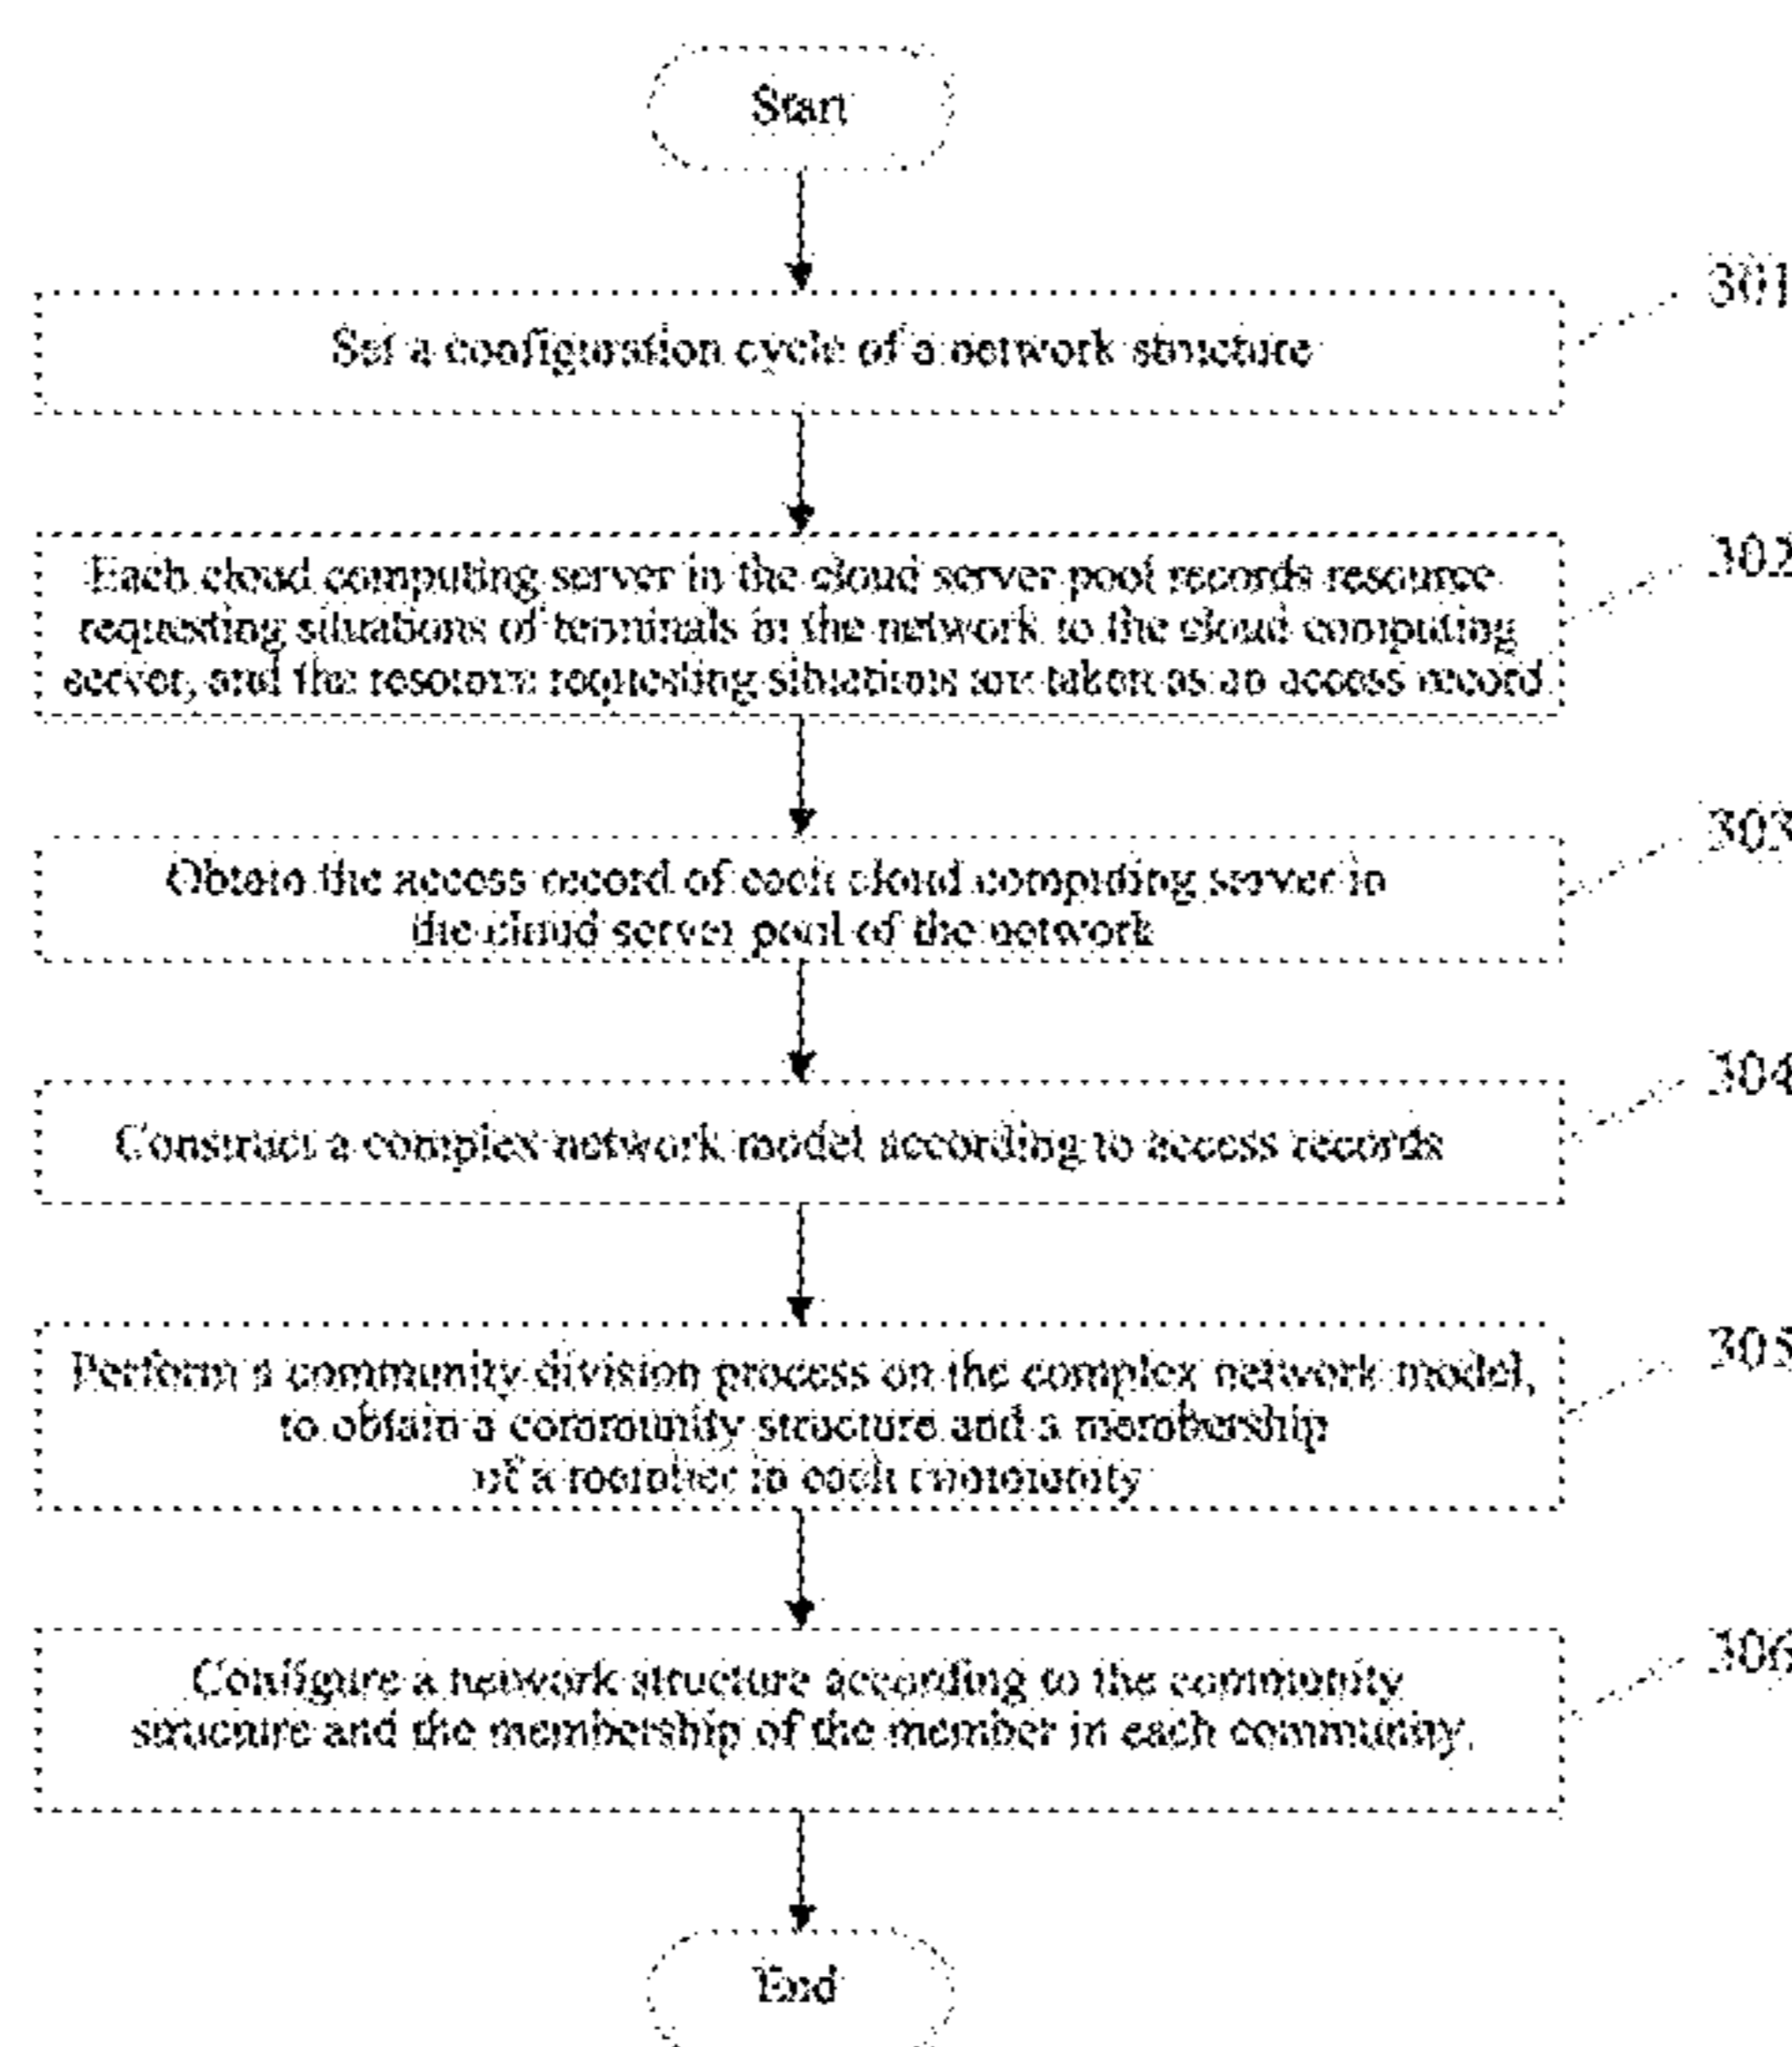 Start
301
Set a configuration cycle of a network structure
302
Each cloud computing server in the cloud server pool records resource
requesting situations of terminals in the network to the cloud computing
server, and the resource requesting situations are taken as an access record
303
Obtain the access record of each cloud computing server in
the cloud server pool of the network
304
Construct a complex network model according to access records
305
Perform a community division process on the complex network model,
to obtain a community structure and a membership
of a member in each community
306
Configure a network structure according to the community
structure and the membership of the member in each community
End